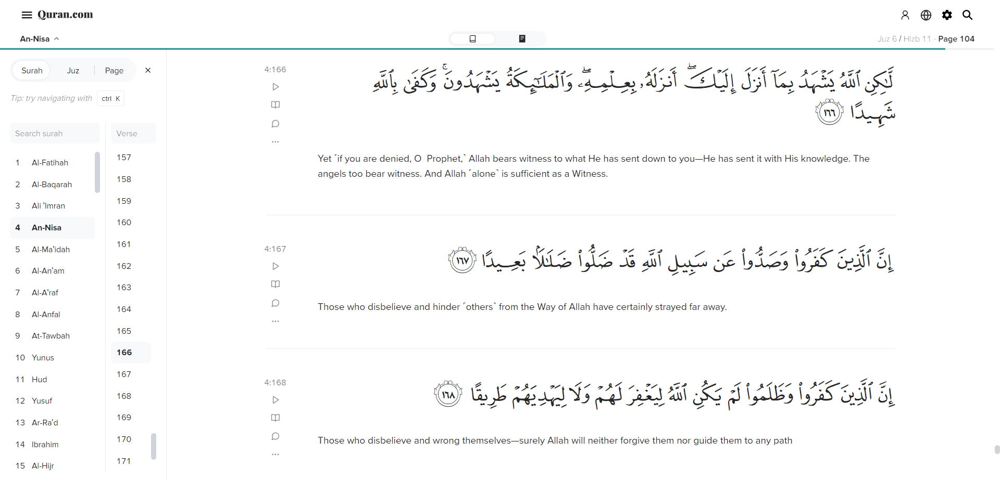 Quran.com
An-Nisa
Juz 6 / Hizb 11 - Page 104
Surah Juz Page
Tip: try navigating with ctrl K
Search surah
1 Al-Fatihah
2 Al-Baqarah
3 Ali 'Imran
4 An-Nisa
5 Al-Ma'idah
6 Al-An'am
7 Al-A'raf
8 Al-Anfal
9 At-Tawbah
10 Yunus
11 Hud
12 Yusuf
13 Ar-Ra'd
14 Ibrahim
15 Al-Hijr
Verse
157
158
159
160
161
162
163
164
165
166
167
168
169
170
171
4:166
لَّـٰكِنِ ٱللَّهُ يَشْهَدُ بِمَآ أَنزَلَ إِلَيْكَ ۖ أَنزَلَهُۥ بِعِلْمِهِۦ ۖ وَٱلْمَلَـٰٓئِكَةُ يَشْهَدُونَ ۚ وَكَفَىٰ بِٱللَّهِ
شَهِيدًا ١٦٦
Yet ˹if you are denied, O Prophet,˺ Allah bears witness to what He has sent down to you—He has sent it with His knowledge. The
angels too bear witness. And Allah ˹alone˺ is sufficient as a Witness.
4:167
إِنَّ ٱلَّذِينَ كَفَرُوا۟ وَصَدُّوا۟ عَن سَبِيلِ ٱللَّهِ قَدْ ضَلُّوا۟ ضَلَـٰلًۢا بَعِيدًا ١٦٧
Those who disbelieve and hinder ˹others˺ from the Way of Allah have certainly strayed far away.
4:168
إِنَّ ٱلَّذِينَ كَفَرُوا۟ وَظَلَمُوا۟ لَمْ يَكُنِ ٱللَّهُ لِيَغْفِرَ لَهُمْ وَلَا لِيَهْدِيَهُمْ طَرِيقًا ١٦٨
Those who disbelieve and wrong themselves—surely Allah will neither forgive them nor guide them to any path